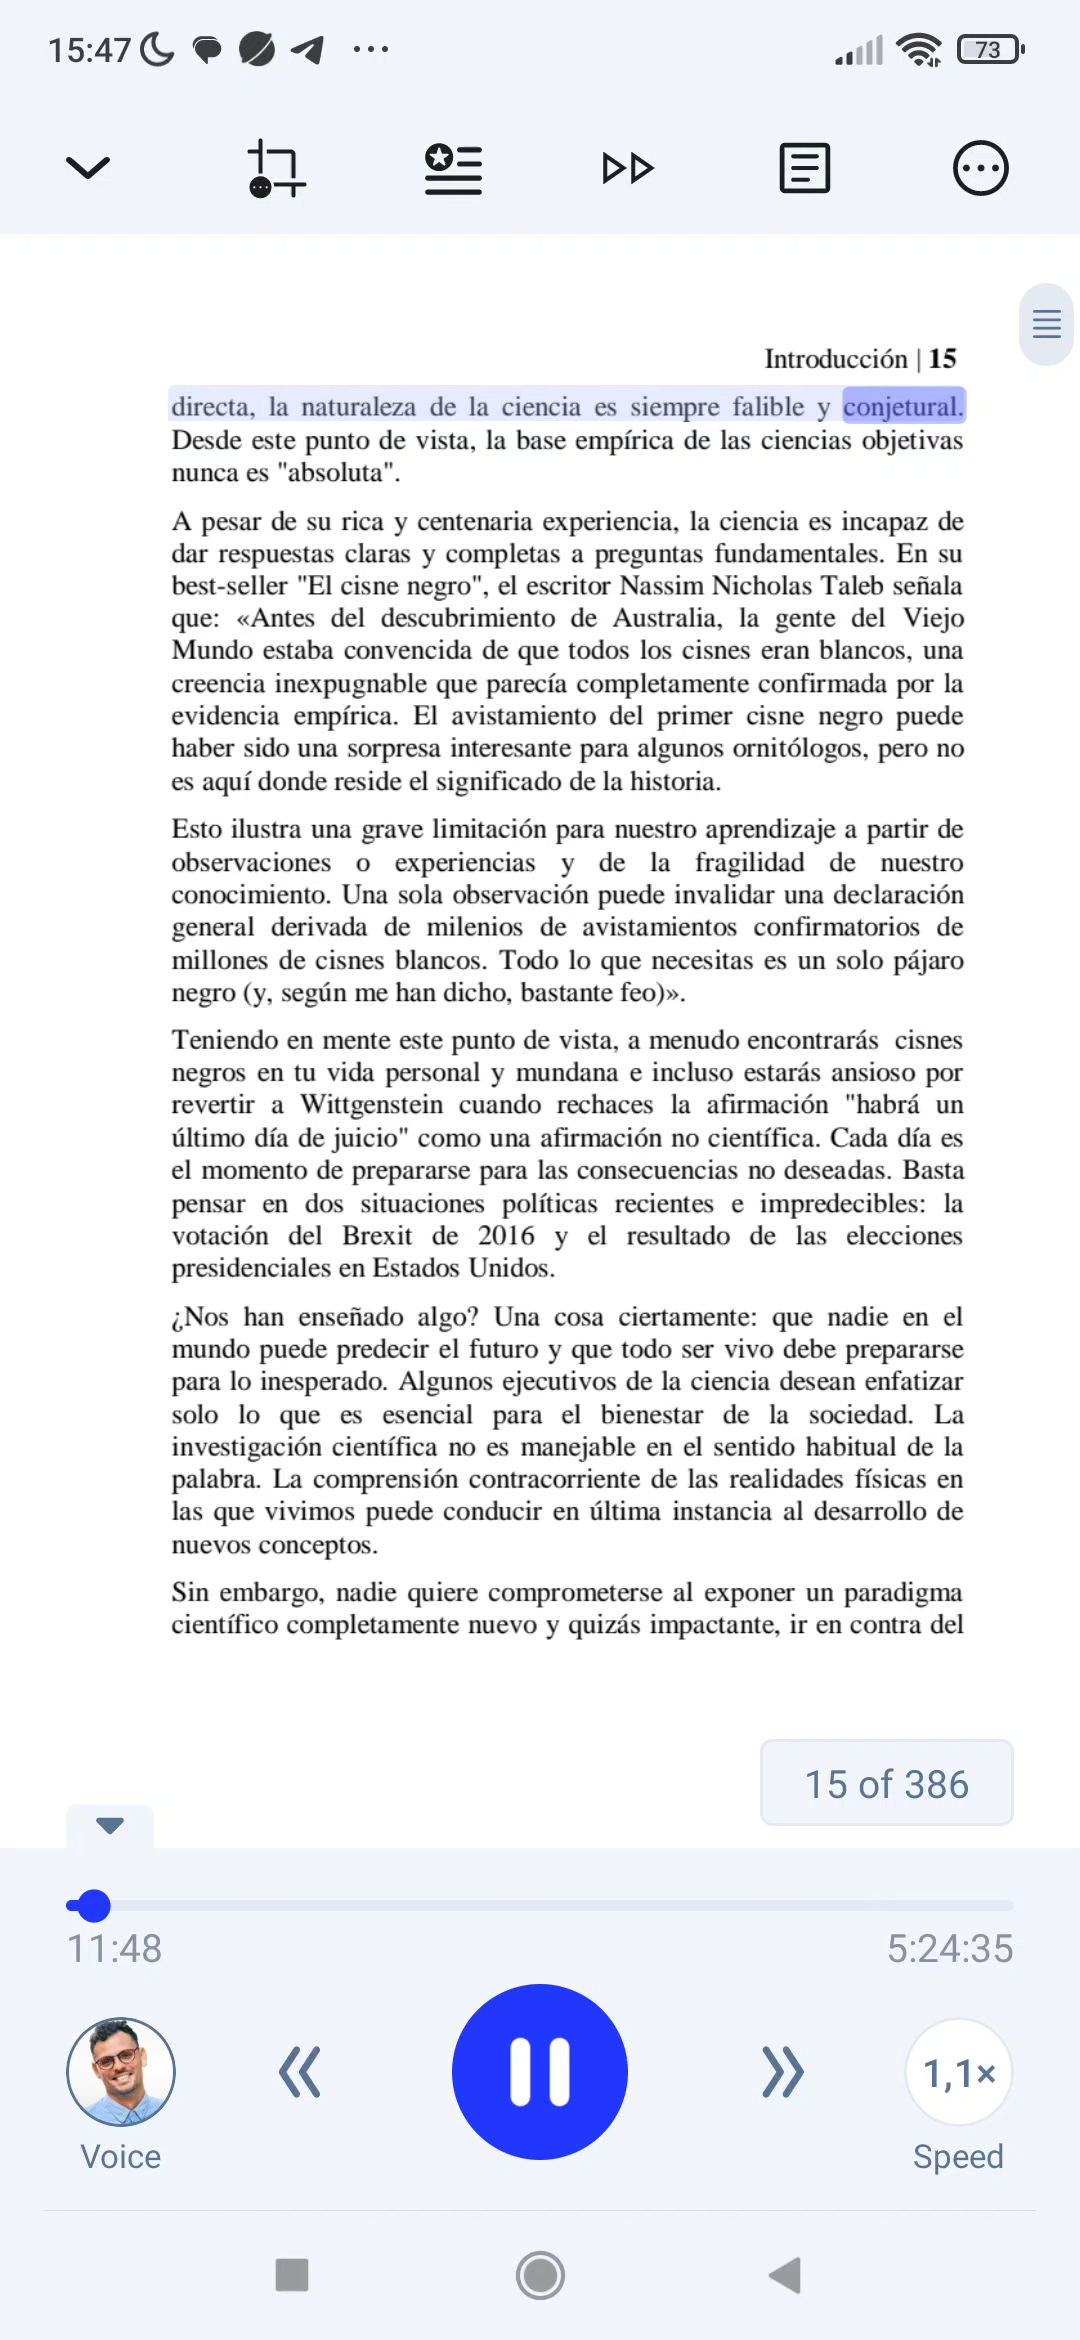 15:47
73
Introducción | 15
directa, la naturaleza de la ciencia es siempre falible y conjetural.
Desde este punto de vista, la base empírica de las ciencias objetivas
nunca es "absoluta".
A pesar de su rica y centenaria experiencia, la ciencia es incapaz de
dar respuestas claras y completas a preguntas fundamentales. En su
best-seller "El cisne negro", el escritor Nassim Nicholas Taleb señala
que: «Antes del descubrimiento de Australia, la gente del Viejo
Mundo estaba convencida de que todos los cisnes eran blancos, una
creencia inexpugnable que parecía completamente confirmada por la
evidencia empírica. El avistamiento del primer cisne negro puede
haber sido una sorpresa interesante para algunos ornitólogos, pero no
es aquí donde reside el significado de la historia.
Esto ilustra una grave limitación para nuestro aprendizaje a partir de
observaciones o experiencias y de la fragilidad de nuestro
conocimiento. Una sola observación puede invalidar una declaración
general derivada de milenios de avistamientos confirmatorios de
millones de cisnes blancos. Todo lo que necesitas es un solo pájaro
negro (y, según me han dicho, bastante feo)».
Teniendo en mente este punto de vista, a menudo encontrarás cisnes
negros en tu vida personal y mundana e incluso estarás ansioso por
revertir a Wittgenstein cuando rechaces la afirmación "habrá un
último día de juicio" como una afirmación no científica. Cada día es
el momento de prepararse para las consecuencias no deseadas. Basta
pensar en dos situaciones políticas recientes e impredecibles: la
votación del Brexit de 2016 y el resultado de las elecciones
presidenciales en Estados Unidos.
¿Nos han enseñado algo? Una cosa ciertamente: que nadie en el
mundo puede predecir el futuro y que todo ser vivo debe prepararse
para lo inesperado. Algunos ejecutivos de la ciencia desean enfatizar
solo lo que es esencial para el bienestar de la sociedad. La
investigación científica no es manejable en el sentido habitual de la
palabra. La comprensión contracorriente de las realidades físicas en
las que vivimos puede conducir en última instancia al desarrollo de
nuevos conceptos.
Sin embargo, nadie quiere comprometerse al exponer un paradigma
científico completamente nuevo y quizás impactante, ir en contra del
15 of 386
11:48
5:24:35
1,1×
Voice
Speed